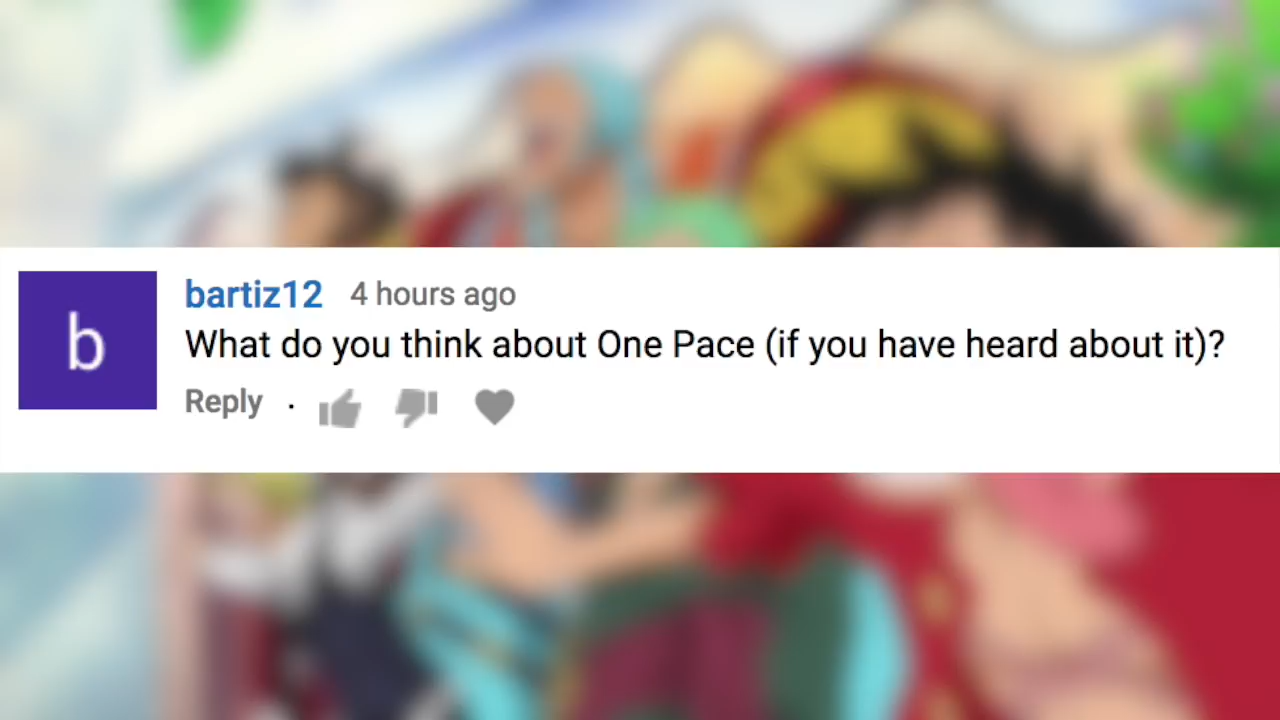 b
bartiz12 4 hours ago
What do you think about One Pace (if you have heard about it)?
Reply ·